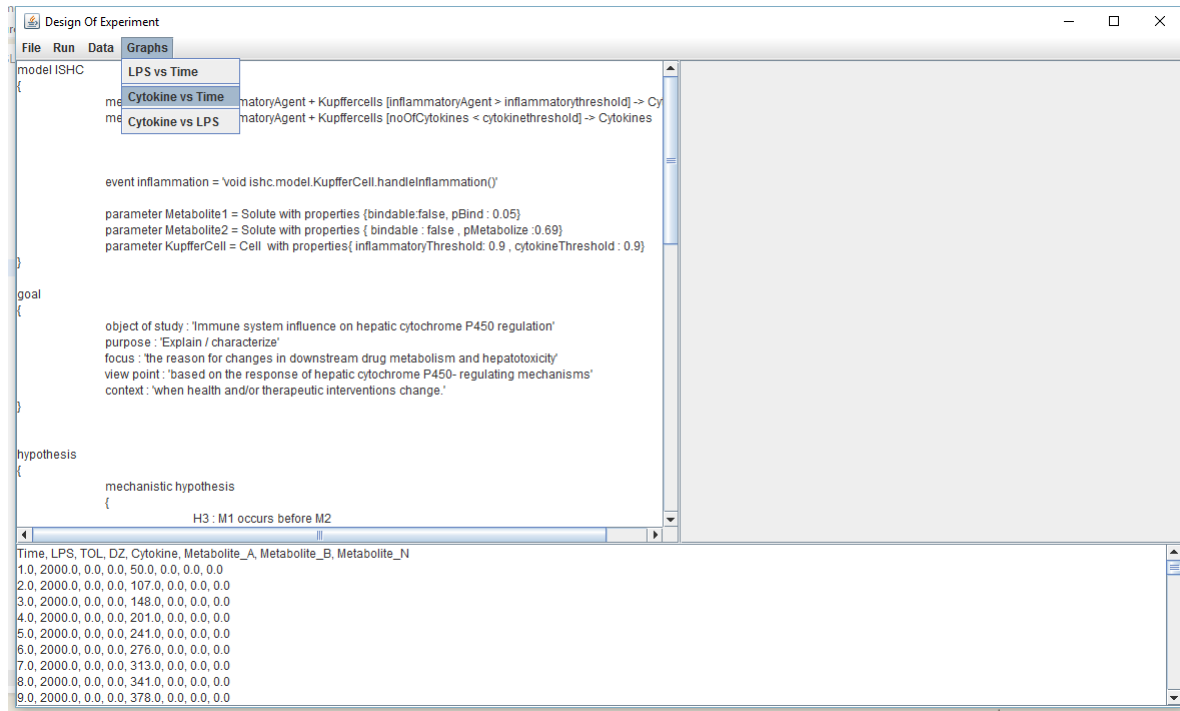 Design Of Experiment
File Run Data Graphs
LPS vs Time
Cytokine vs Time
Cytokine vs LPS
model ISHC
{
me matoryAgent + Kupffercells [inflammatoryAgent > inflammatorythreshold] -> Cy
me matoryAgent + Kupffercells [noOfCytokines < cytokinethreshold] -> Cytokines
event inflammation = 'void ishc.model.KupfferCell.handleInflammation()'
parameter Metabolite1 = Solute with properties {bindable:false, pBind : 0.05}
parameter Metabolite2 = Solute with properties { bindable : false , pMetabolize :0.69}
parameter KupfferCell = Cell with properties{ inflammatoryThreshold: 0.9 , cytokineThreshold : 0.9}
}
goal
{
object of study : 'Immune system influence on hepatic cytochrome P450 regulation'
purpose : 'Explain / characterize'
focus : 'the reason for changes in downstream drug metabolism and hepatotoxicity'
view point : 'based on the response of hepatic cytochrome P450- regulating mechanisms'
context : 'when health and/or therapeutic interventions change.'
}
hypothesis
{
mechanistic hypothesis
{
H3 : M1 occurs before M2
Time, LPS, TOL, DZ, Cytokine, Metabolite_A, Metabolite_B, Metabolite_N
1.0, 2000.0, 0.0, 0.0, 50.0, 0.0, 0.0, 0.0
2.0, 2000.0, 0.0, 0.0, 107.0, 0.0, 0.0, 0.0
3.0, 2000.0, 0.0, 0.0, 148.0, 0.0, 0.0, 0.0
4.0, 2000.0, 0.0, 0.0, 201.0, 0.0, 0.0, 0.0
5.0, 2000.0, 0.0, 0.0, 241.0, 0.0, 0.0, 0.0
6.0, 2000.0, 0.0, 0.0, 276.0, 0.0, 0.0, 0.0
7.0, 2000.0, 0.0, 0.0, 313.0, 0.0, 0.0, 0.0
8.0, 2000.0, 0.0, 0.0, 341.0, 0.0, 0.0, 0.0
9.0, 2000.0, 0.0, 0.0, 378.0, 0.0, 0.0, 0.0